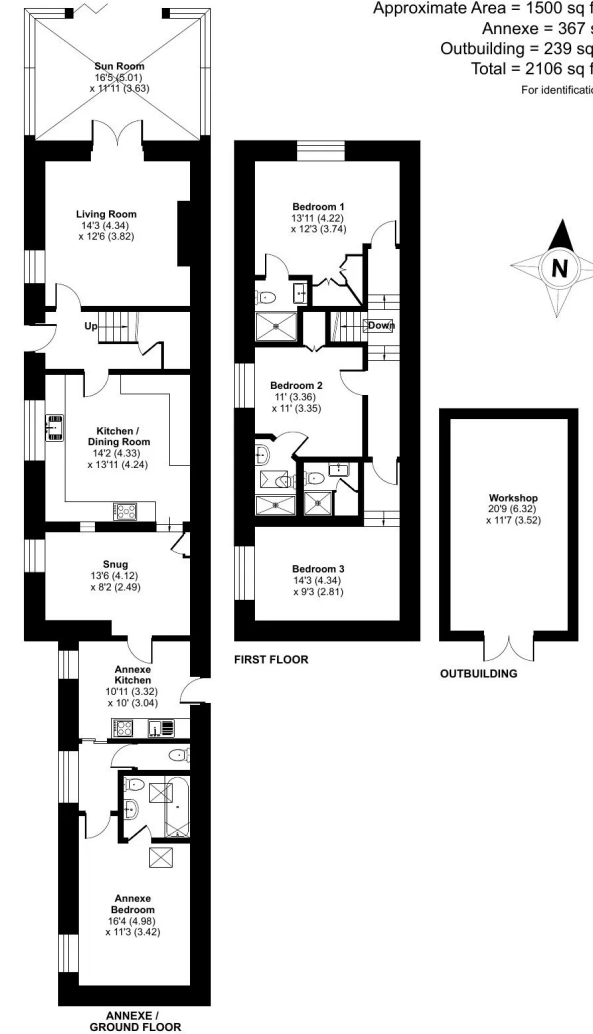 Approximate Area = 1500 sq f
Annexe = 367 s
Outbuilding = 239 sq
Total = 2106 sq f
For identificatio
Sun Room
16'5 (5.01)
x 11'11 (3.63)
Living Room
14'3 (4.34)
x 12'6 (3.82)
Up
Kitchen /
Dining Room
14'2 (4.33)
x 13'11 (4.24)
Snug
13'6 (4.12)
x 8'2 (2.49)
Annexe
Kitchen
10'11 (3.32)
x 10' (3.04)
Annexe
Bedroom
16'4 (4.98)
x 11'3 (3.42)
ANNEXE /
GROUND FLOOR
Bedroom 1
13'11 (4.22)
x 12'3 (3.74)
Down
Bedroom 2
11' (3.36)
x 11' (3.35)
Bedroom 3
14'3 (4.34)
x 9'3 (2.81)
FIRST FLOOR
N
Workshop
20'9 (6.32)
x 11'7 (3.52)
OUTBUILDING